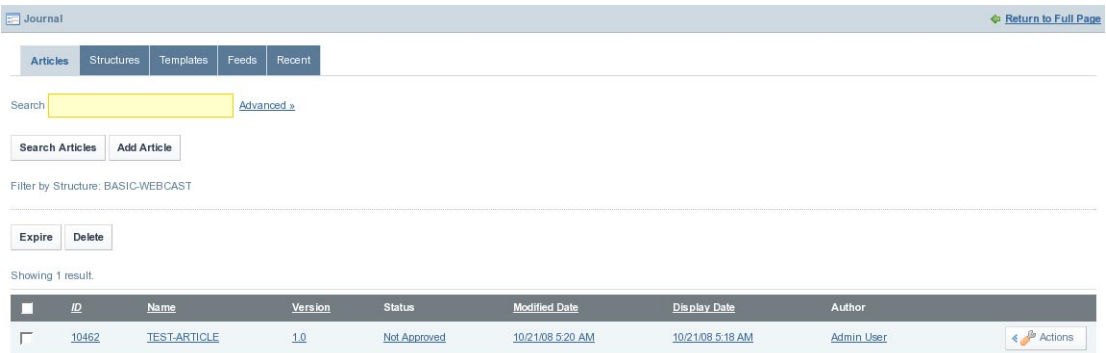 Journal Return to Full Page
Articles Structures Templates Feeds Recent
Search Advanced »
Search Articles Add Article
Filter by Structure: BASIC-WEBCAST
Expire Delete
Showing 1 result.
ID Name Version Status Modified Date Display Date Author
10462 TEST-ARTICLE 1.0 Not Approved 10/21/08 5:20 AM 10/21/08 5:18 AM Admin User Actions